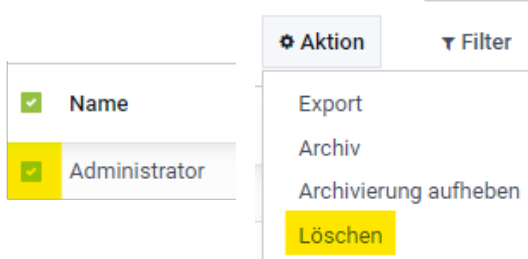 Aktion Filter
Name
Administrator
Export
Archiv
Archivierung aufheben
Löschen